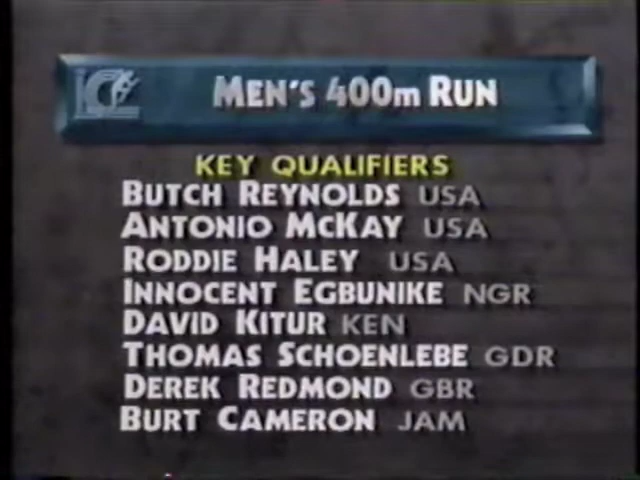 MEN'S 400m RUN
KEY QUALIFIERS
BUTCH REYNOLDS USA
ANTONIO MCKAY USA
RODDIE HALEY USA
INNOCENT EGBUNIKE NGR
DAVID KITUR KEN
THOMAS SCHOENLEBE GDR
DEREK REDMOND GBR
BURT CAMERON JAM